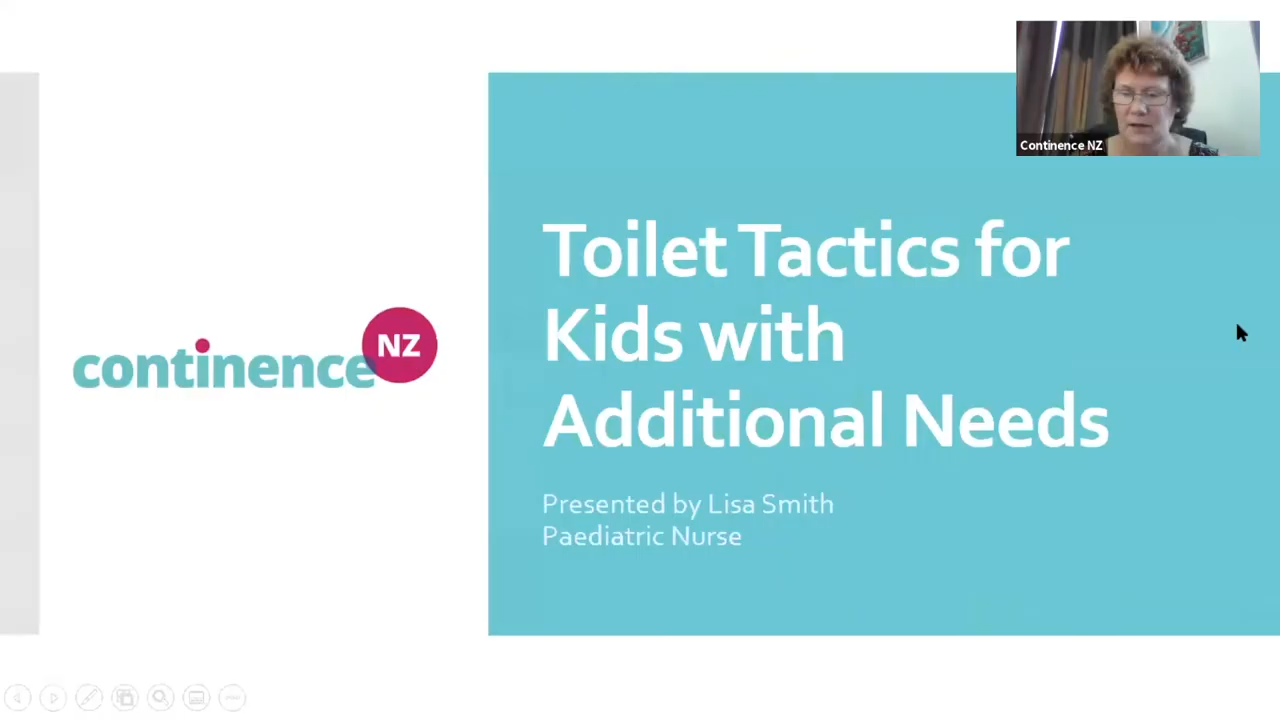 Continence NZ
continence NZ
Toilet Tactics for
Kids with
Additional Needs
Presented by Lisa Smith
Paediatric Nurse